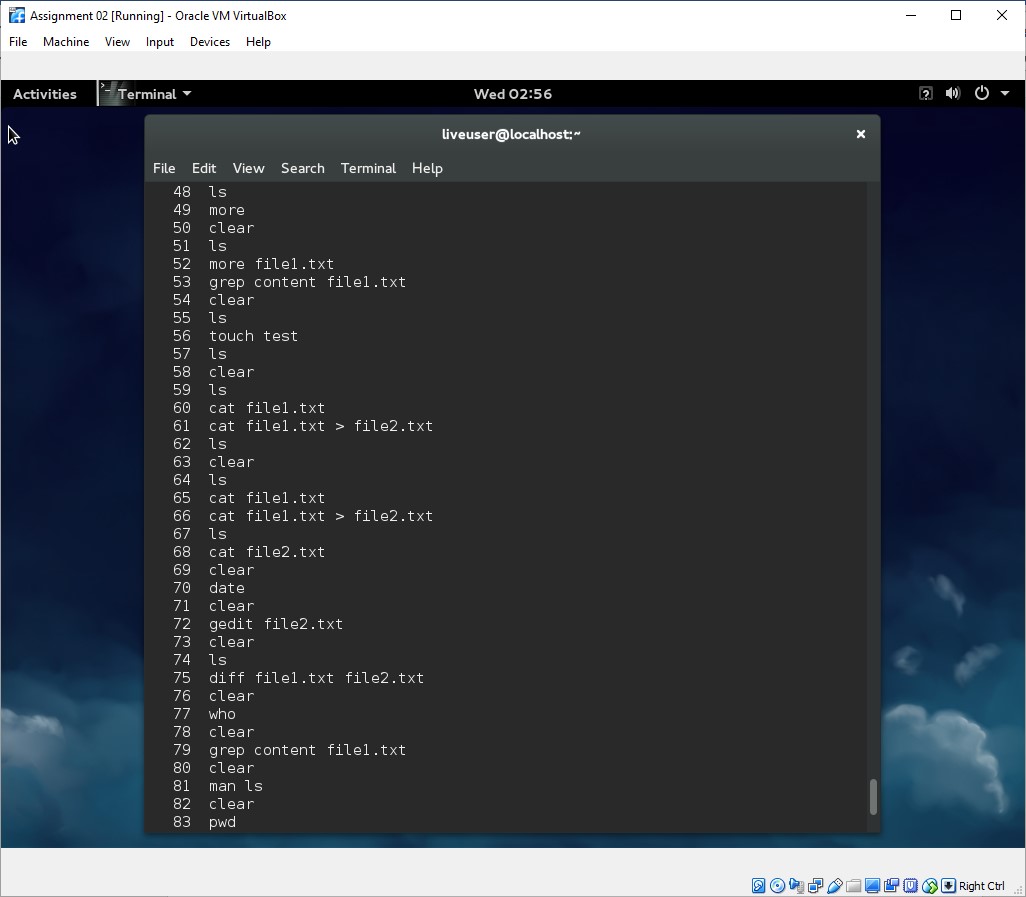 Assignment 02 [Running] - Oracle VM VirtualBox
File Machine View Input Devices Help
Activities Terminal Wed 02:56
liveuser@localhost:~
File Edit View Search Terminal Help
48 ls
49 more
50 clear
51 ls
52 more file1.txt
53 grep content file1.txt
54 clear
55 ls
56 touch test
57 ls
58 clear
59 ls
60 cat file1.txt
61 cat file1.txt > file2.txt
62 ls
63 clear
64 ls
65 cat file1.txt
66 cat file1.txt > file2.txt
67 ls
68 cat file2.txt
69 clear
70 date
71 clear
72 gedit file2.txt
73 clear
74 ls
75 diff file1.txt file2.txt
76 clear
77 who
78 clear
79 grep content file1.txt
80 clear
81 man ls
82 clear
83 pwd
Right Ctrl